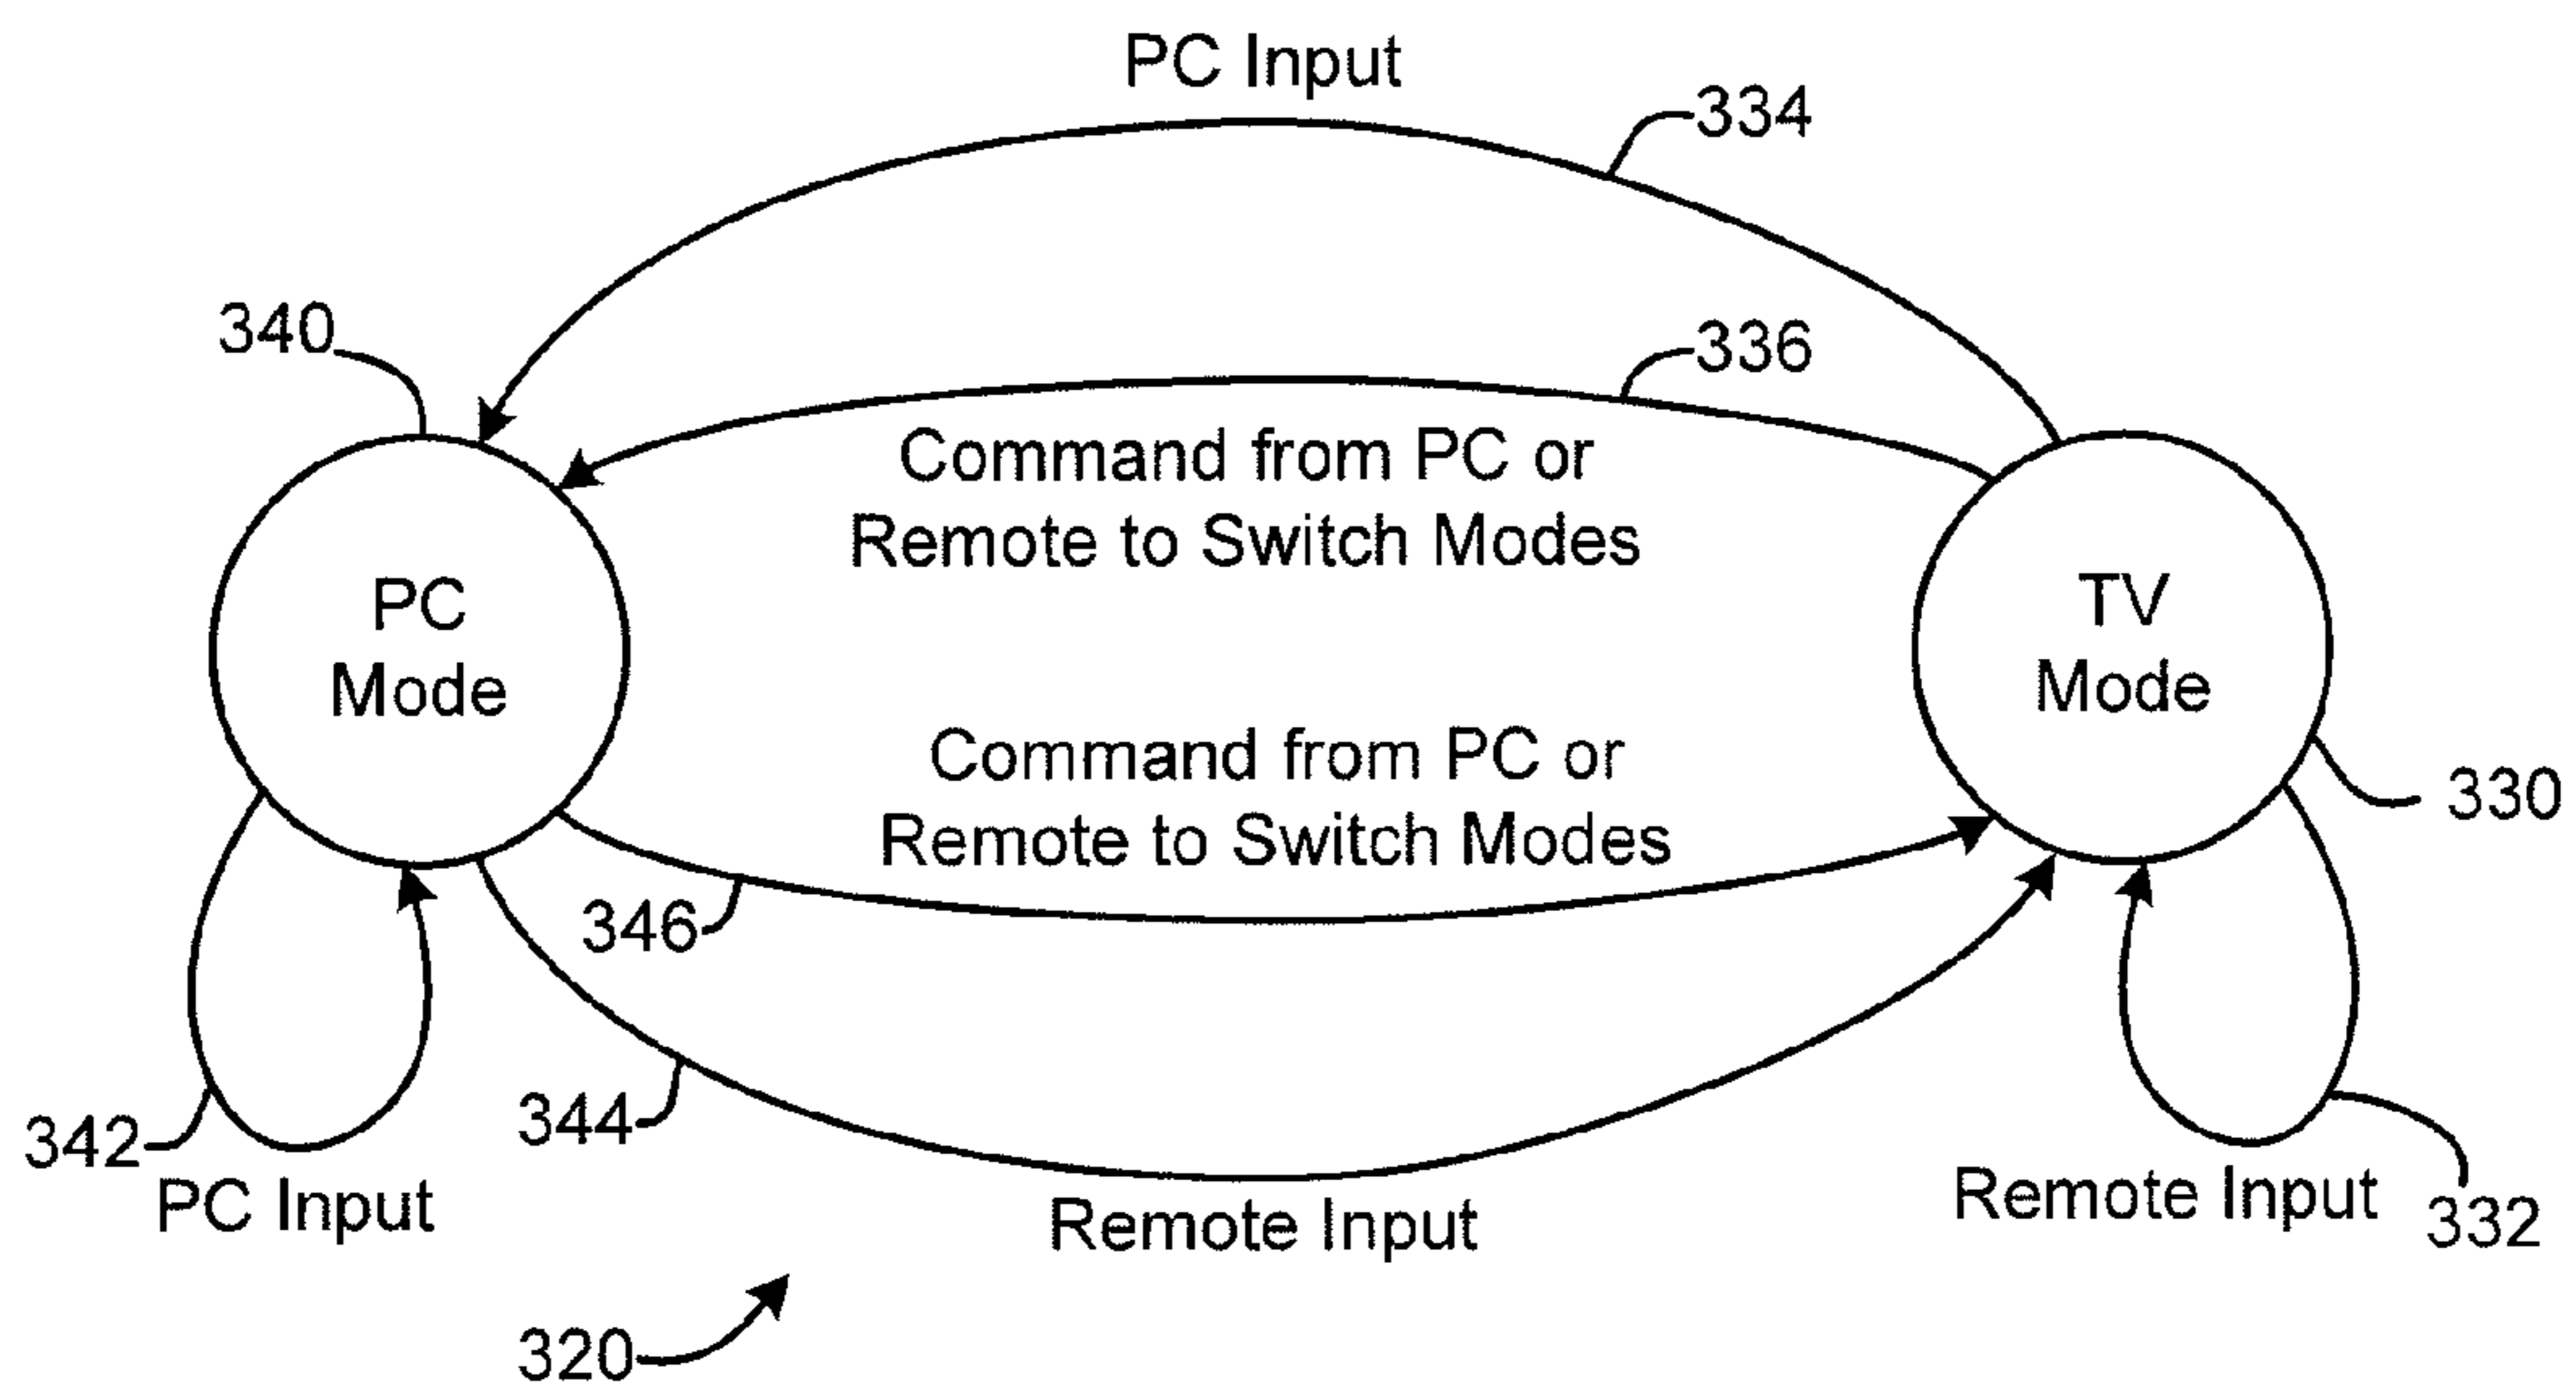 PC Input
334
340
336
Command from PC or
Remote to Switch Modes
PC
Mode
TV
Mode
Command from PC or
Remote to Switch Modes
330
346
344
342
PC Input
Remote Input
Remote Input
332
320